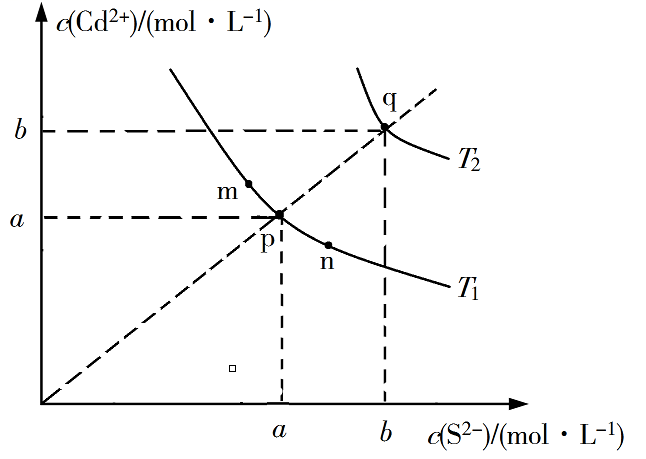 c(Cd²⁺)/(mol・L⁻¹)
q
b
T₂
m
a
p
n
T₁
a
b
c(S²⁻)/(mol・L⁻¹)